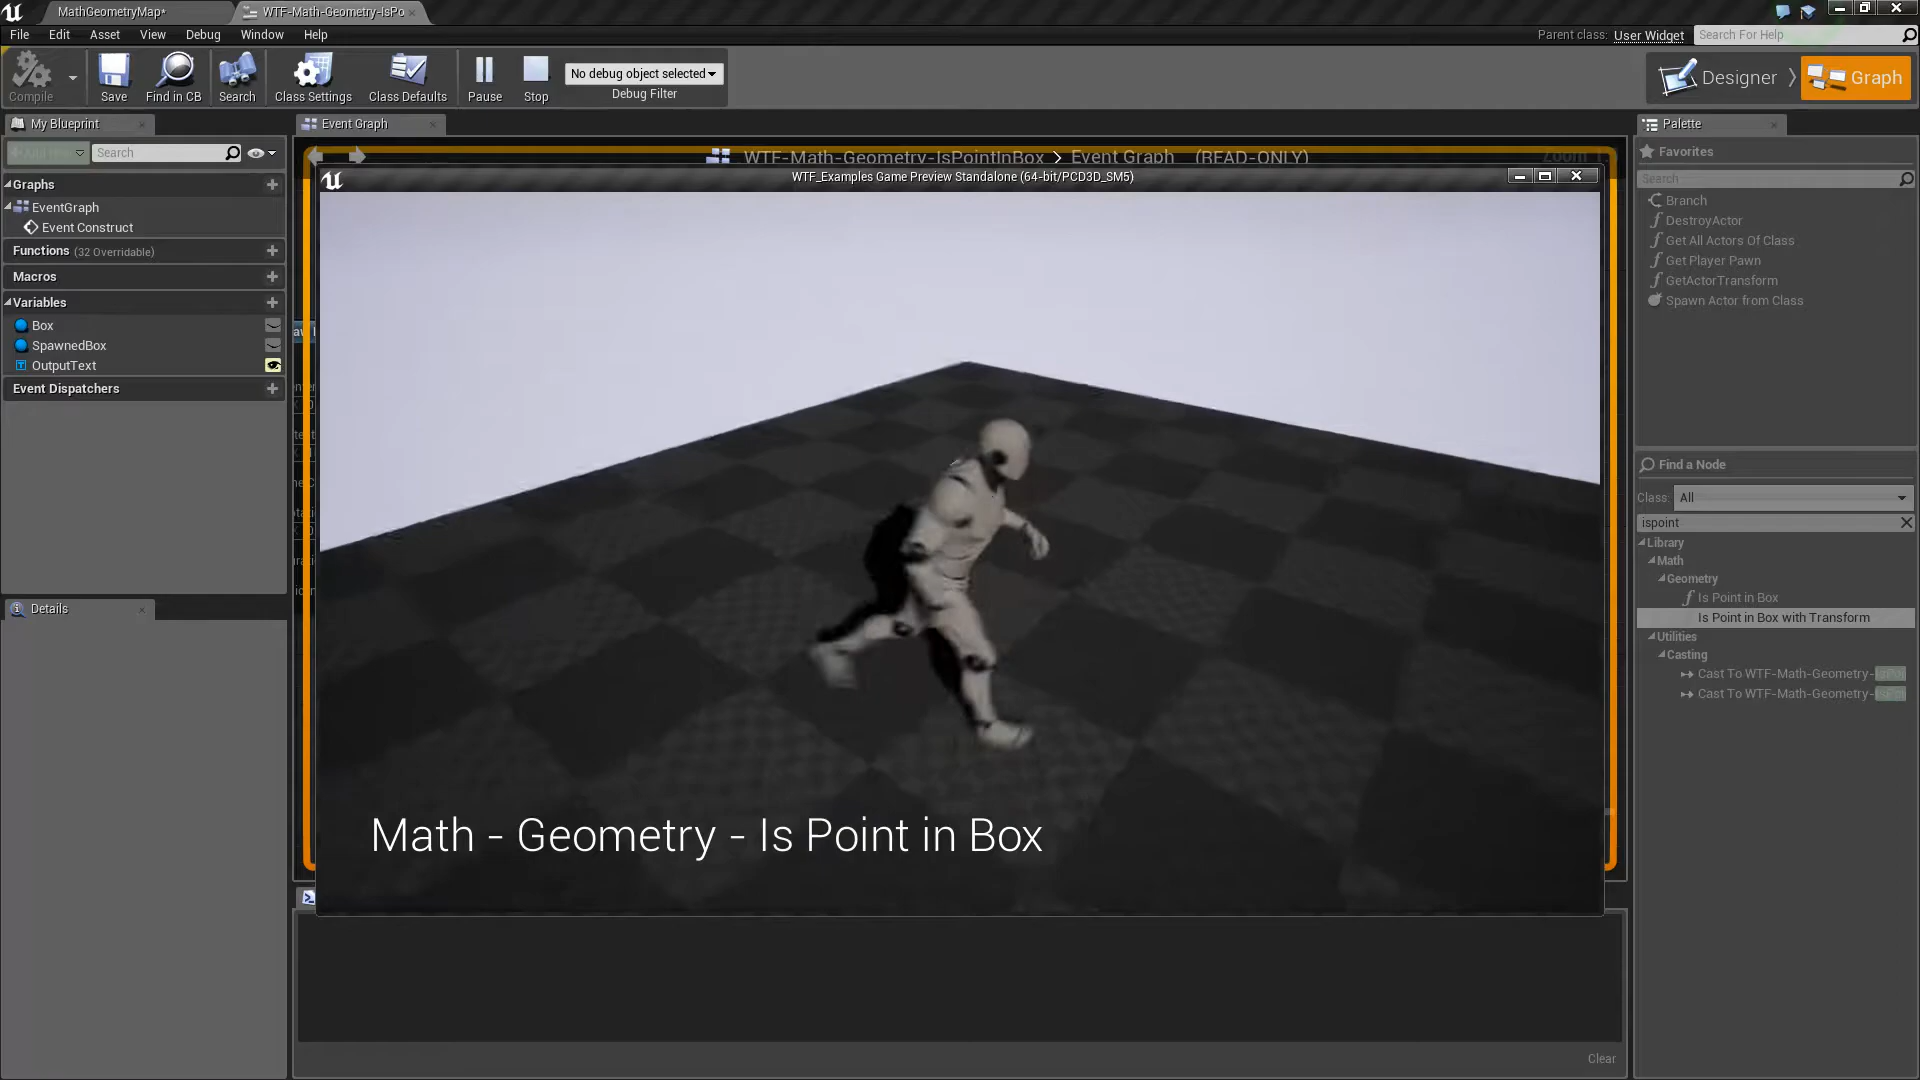 MathGeometryMap*
WTF-Math-Geometry-IsPo
File Edit Asset View Debug Window Help
Parent class: User Widget
Search For Help
Compile
Save
Find in CB
Search
Class Settings
Class Defaults
Pause
Stop
No debug object selected
Debug Filter
Designer
Graph
My Blueprint
Search
Graphs
EventGraph
Event Construct
Functions (32 Overridable)
Macros
Variables
Box
SpawnedBox
OutputText
Event Dispatchers
Details
Event Graph
WTF-Math-Geometry-IsPointInBox > Event Graph (READ-ONLY)
WTF_Examples Game Preview Standalone (64-bit/PCD3D_SM5)
Math - Geometry - Is Point in Box
Clear
Palette
Favorites
Search
Branch
DestroyActor
Get All Actors Of Class
Get Player Pawn
GetActorTransform
Spawn Actor from Class
Find a Node
Class: All
ispoint
Library
Math
Geometry
Is Point in Box
Is Point in Box with Transform
Utilities
Casting
Cast To WTF-Math-Geometry-
Cast To WTF-Math-Geometry-